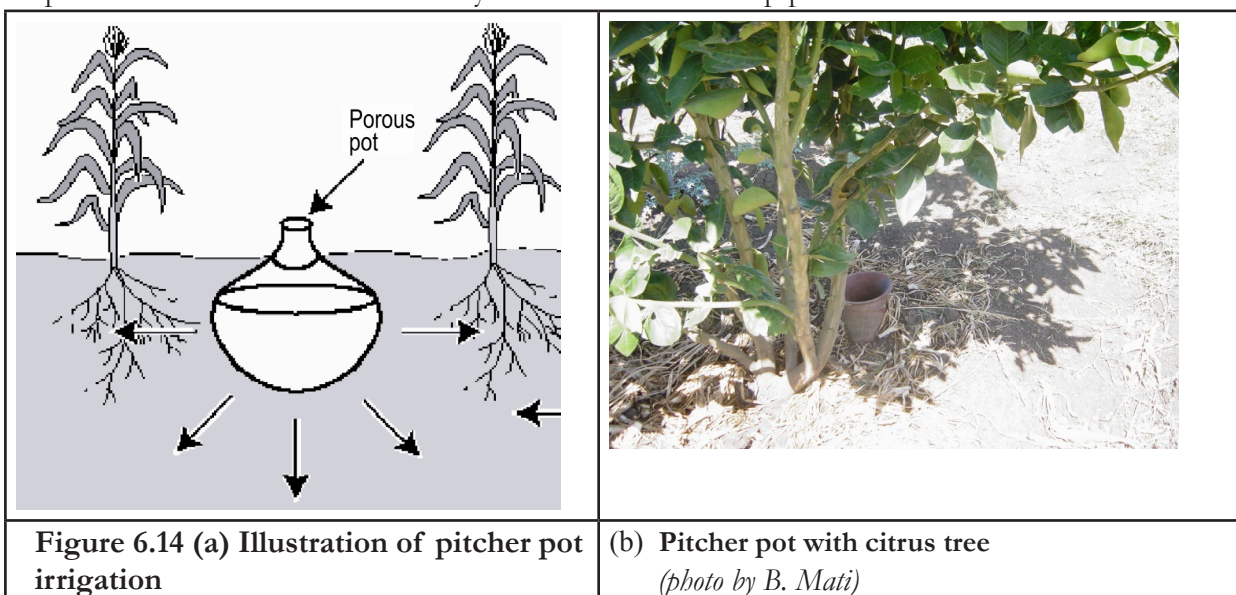 Porous
pot
Figure 6.14 (a) Illustration of pitcher pot
irrigation
(b) Pitcher pot with citrus tree
(photo by B. Mati)